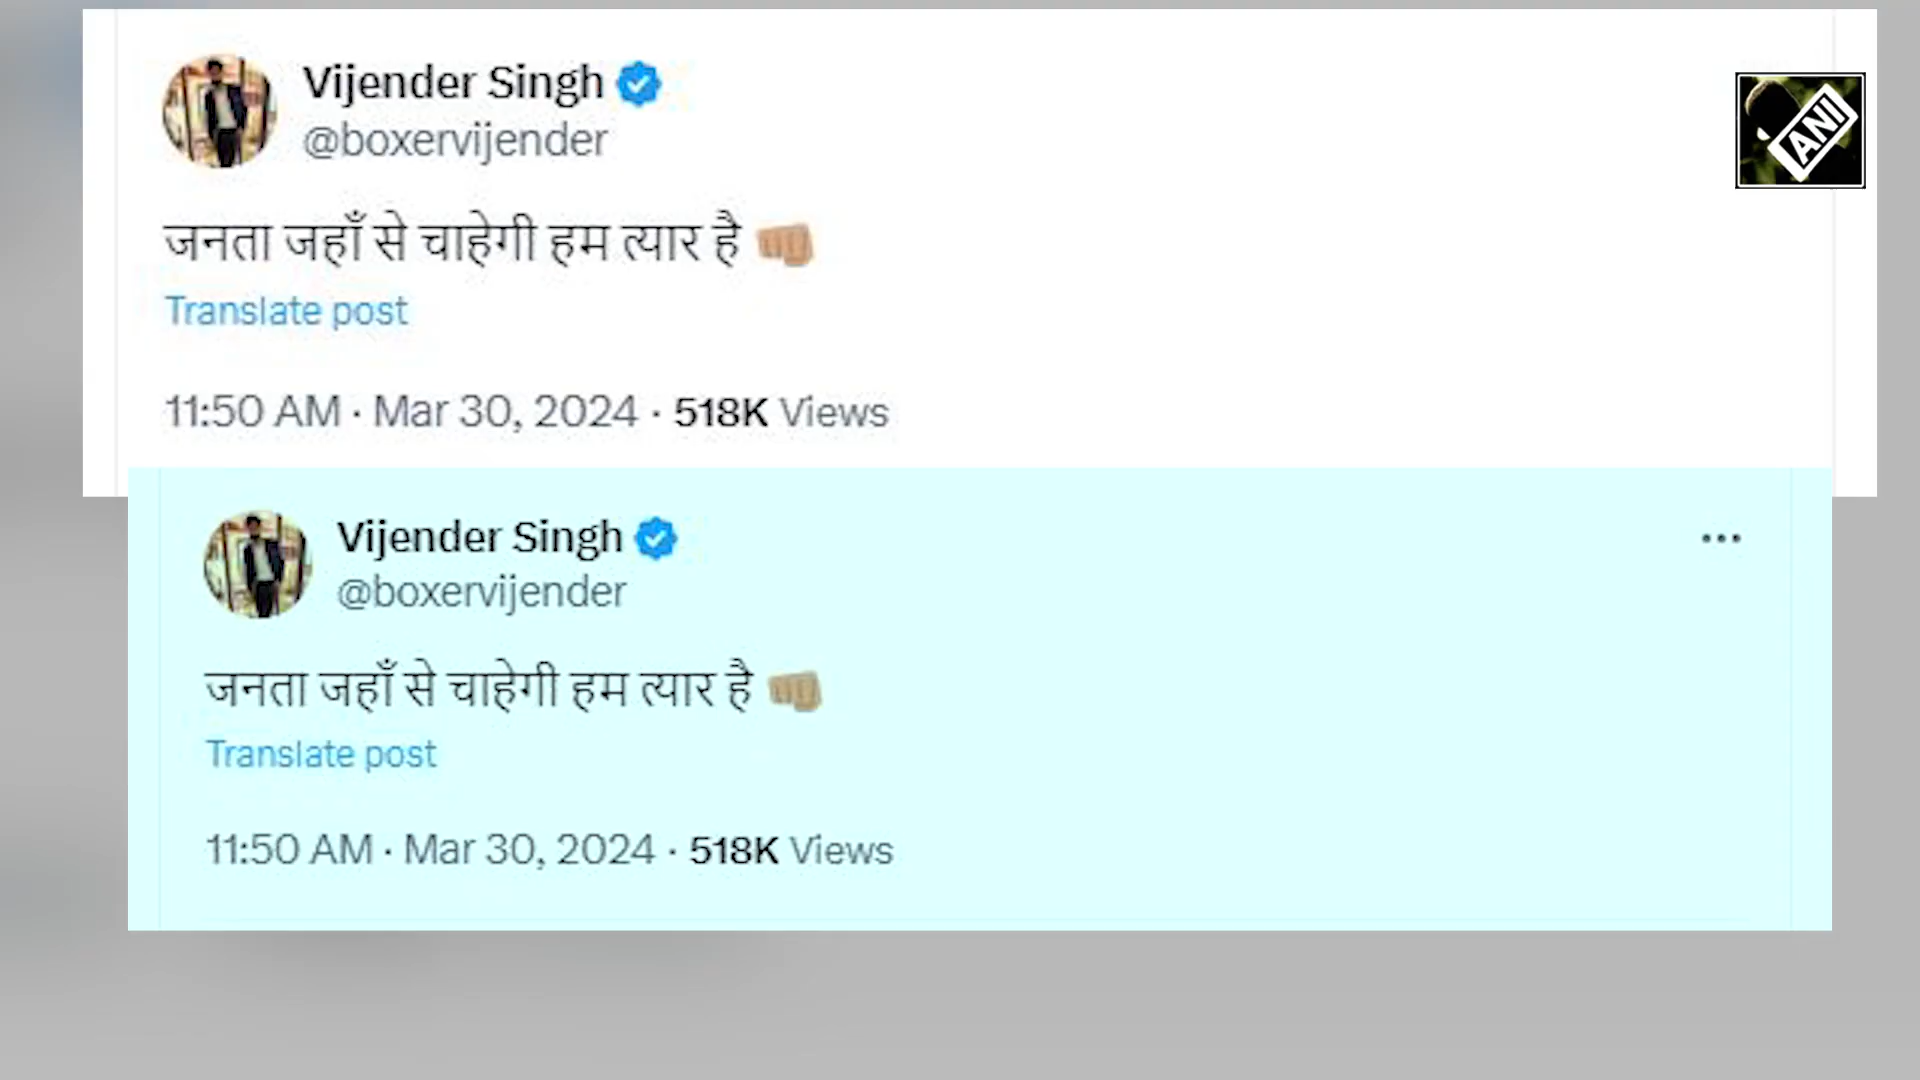 Vijender Singh
@boxervijender
ANI
जनता जहाँ से चाहेगी हम त्यार है 👊🏼
Translate post
11:50 AM · Mar 30, 2024 · 518K Views
Vijender Singh
@boxervijender
जनता जहाँ से चाहेगी हम त्यार है 👊🏼
Translate post
11:50 AM · Mar 30, 2024 · 518K Views